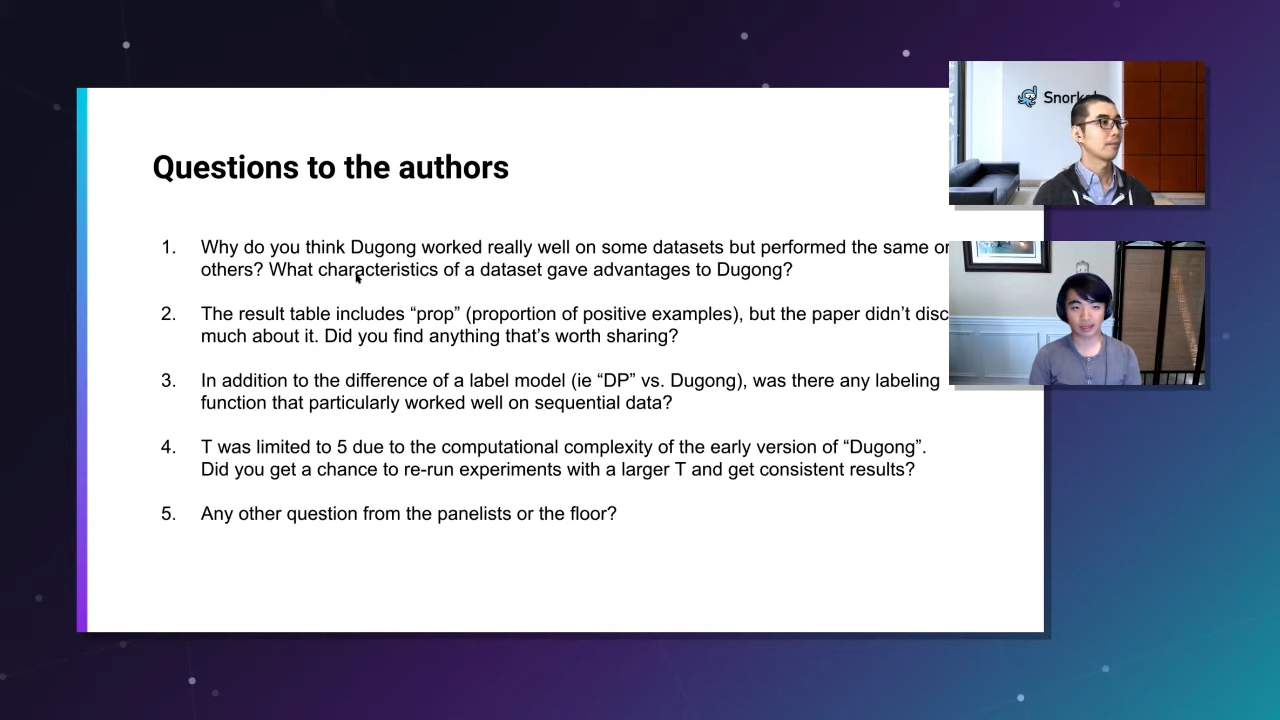 Questions to the authors
1. Why do you think Dugong worked really well on some datasets but performed the same
others? What characteristics of a dataset gave advantages to Dugong?
2. The result table includes “prop” (proportion of positive examples), but the paper didn’t
much about it. Did you find anything that’s worth sharing?
3. In addition to the difference of a label model (ie “DP” vs. Dugong), was there any labeling
function that particularly worked well on sequential data?
4. T was limited to 5 due to the computational complexity of the early version of “Dugong”.
Did you get a chance to re-run experiments with a larger T and get consistent results?
5. Any other question from the panelists or the floor?